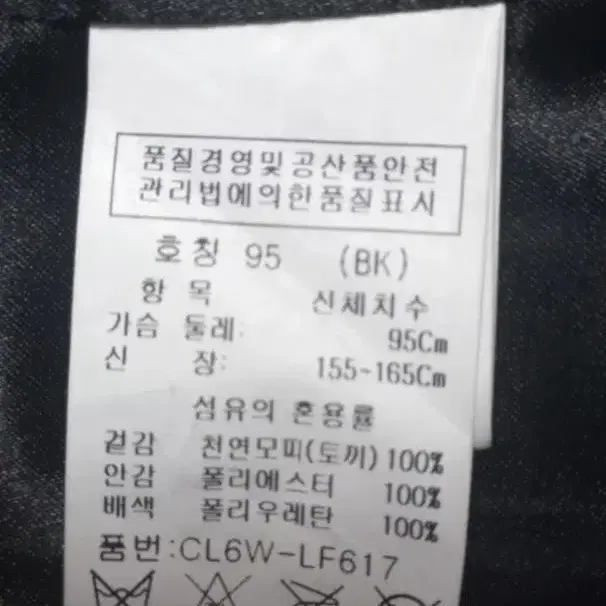 품질경영및공산품안전
관리법에의한품질표시
호칭 95 (BK)
항 목 신체치수
가슴 둘레: 95Cm
신 장: 155-165Cm
섬유의 혼용률
겉감 천연모피(토끼) 100%
안감 폴리에스터 100%
배색 폴리우레탄 100%
품번:CL6W-LF617